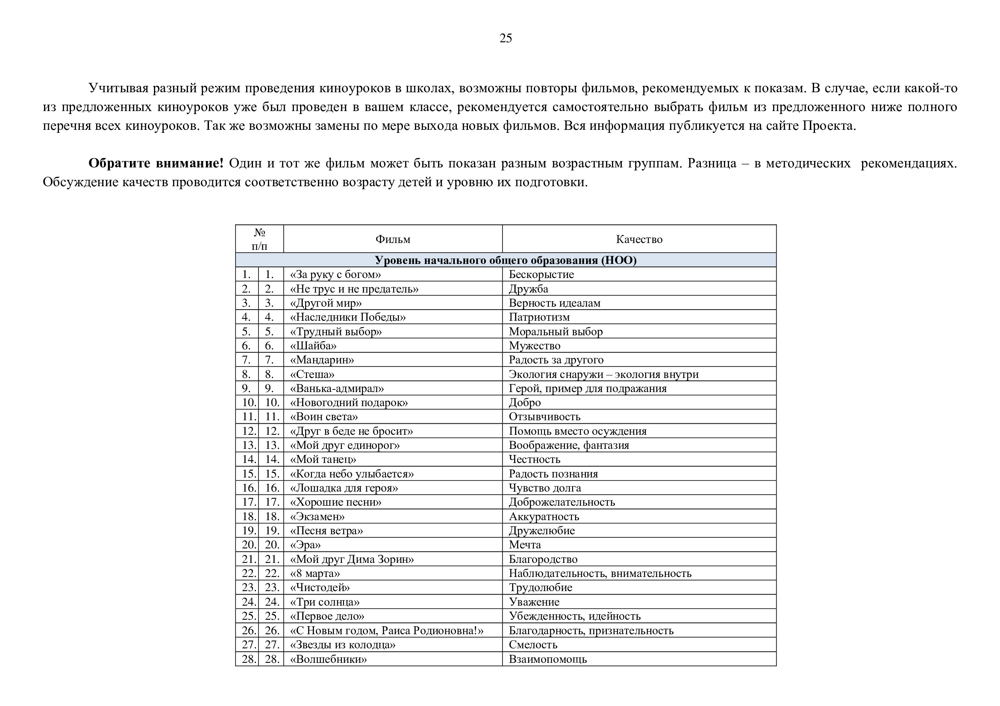 25
Учитывая разный режим проведения киноуроков в школах, возможны повторы фильмов, рекомендуемых к показам. В случае, если какой-то
из предложенных киноуроков уже был проведен в вашем классе, рекомендуется самостоятельно выбрать фильм из предложенного ниже полного
перечня всех киноуроков. Так же возможны замены по мере выхода новых фильмов. Вся информация публикуется на сайте Проекта.
Обратите внимание! Один и тот же фильм может быть показан разным возрастным группам. Разница – в методических рекомендациях.
Обсуждение качеств проводится соответственно возрасту детей и уровню их подготовки.
№
п/п Фильм Качество
Уровень начального общего образования (НОО)
1. 1. «За руку с богом» Бескорыстие
2. 2. «Не трус и не предатель» Дружба
3. 3. «Другой мир» Верность идеалам
4. 4. «Наследники Победы» Патриотизм
5. 5. «Трудный выбор» Моральный выбор
6. 6. «Шайба» Мужество
7. 7. «Мандарин» Радость за другого
8. 8. «Стеша» Экология снаружи – экология внутри
9. 9. «Ванька-адмирал» Герой, пример для подражания
10. 10. «Новогодний подарок» Добро
11. 11. «Воин света» Отзывчивость
12. 12. «Друг в беде не бросит» Помощь вместо осуждения
13. 13. «Мой друг единорог» Воображение, фантазия
14. 14. «Мой танец» Честность
15. 15. «Когда небо улыбается» Радость познания
16. 16. «Лошадка для героя» Чувство долга
17. 17. «Хорошие песни» Доброжелательность
18. 18. «Экзамен» Аккуратность
19. 19. «Песня ветра» Дружелюбие
20. 20. «Эра» Мечта
21. 21. «Мой друг Дима Зорин» Благородство
22. 22. «8 марта» Наблюдательность, внимательность
23. 23. «Чистодей» Трудолюбие
24. 24. «Три солнца» Уважение
25. 25. «Первое дело» Убежденность, идейность
26. 26. «С Новым годом, Раиса Родионовна!» Благодарность, признательность
27. 27. «Звезды из колодца» Смелость
28. 28. «Волшебники» Взаимопомощь